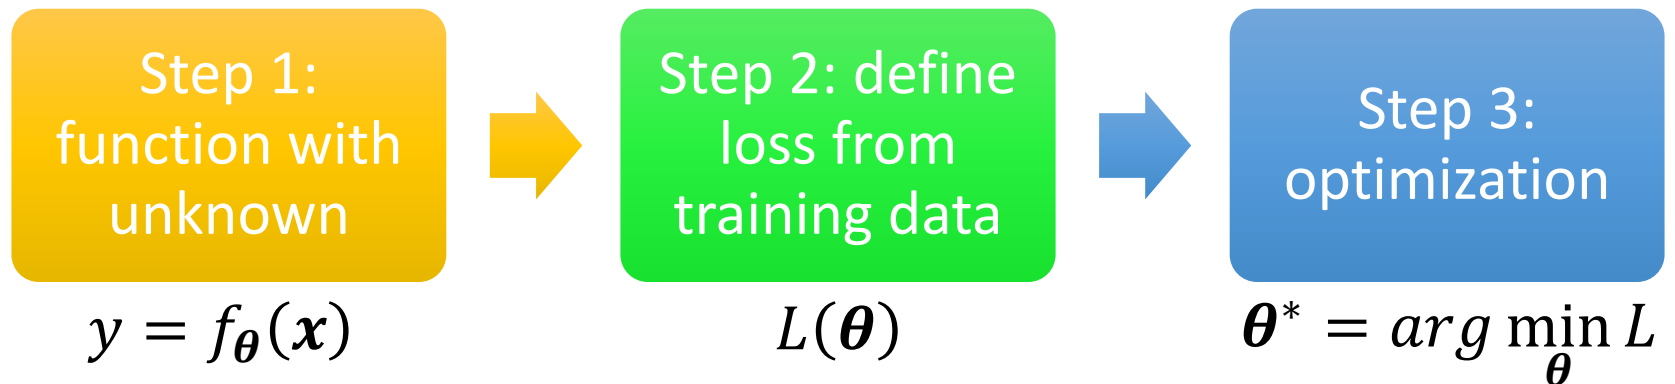 Step 1:
function with
unknown
Step 2: define
loss from
training data
Step 3:
optimization
y = f_θ(x)
L(θ)
θ* = arg min L
θ